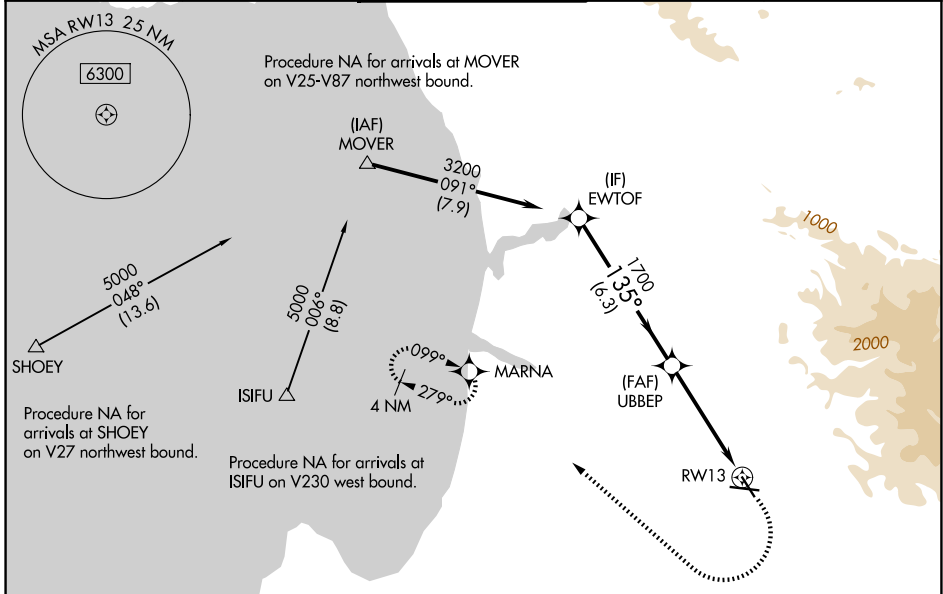 MSA RW13 25 NM
6300
Procedure NA for arrivals at MOVER
on V25-V87 northwest bound.
(IAF)
MOVER
3200
091°
(7.9)
(IF)
EWTOF
1000
5000
048°
(13.6)
5000
006°
(8.8)
1700
135°
(6.3)
2000
SHOEY
099°
MARNA
(FAF)
UBBEP
ISIFU
4 NM
279°
Procedure NA for
arrivals at SHOEY
on V27 northwest bound.
Procedure NA for arrivals at
ISIFU on V230 west bound.
RW13